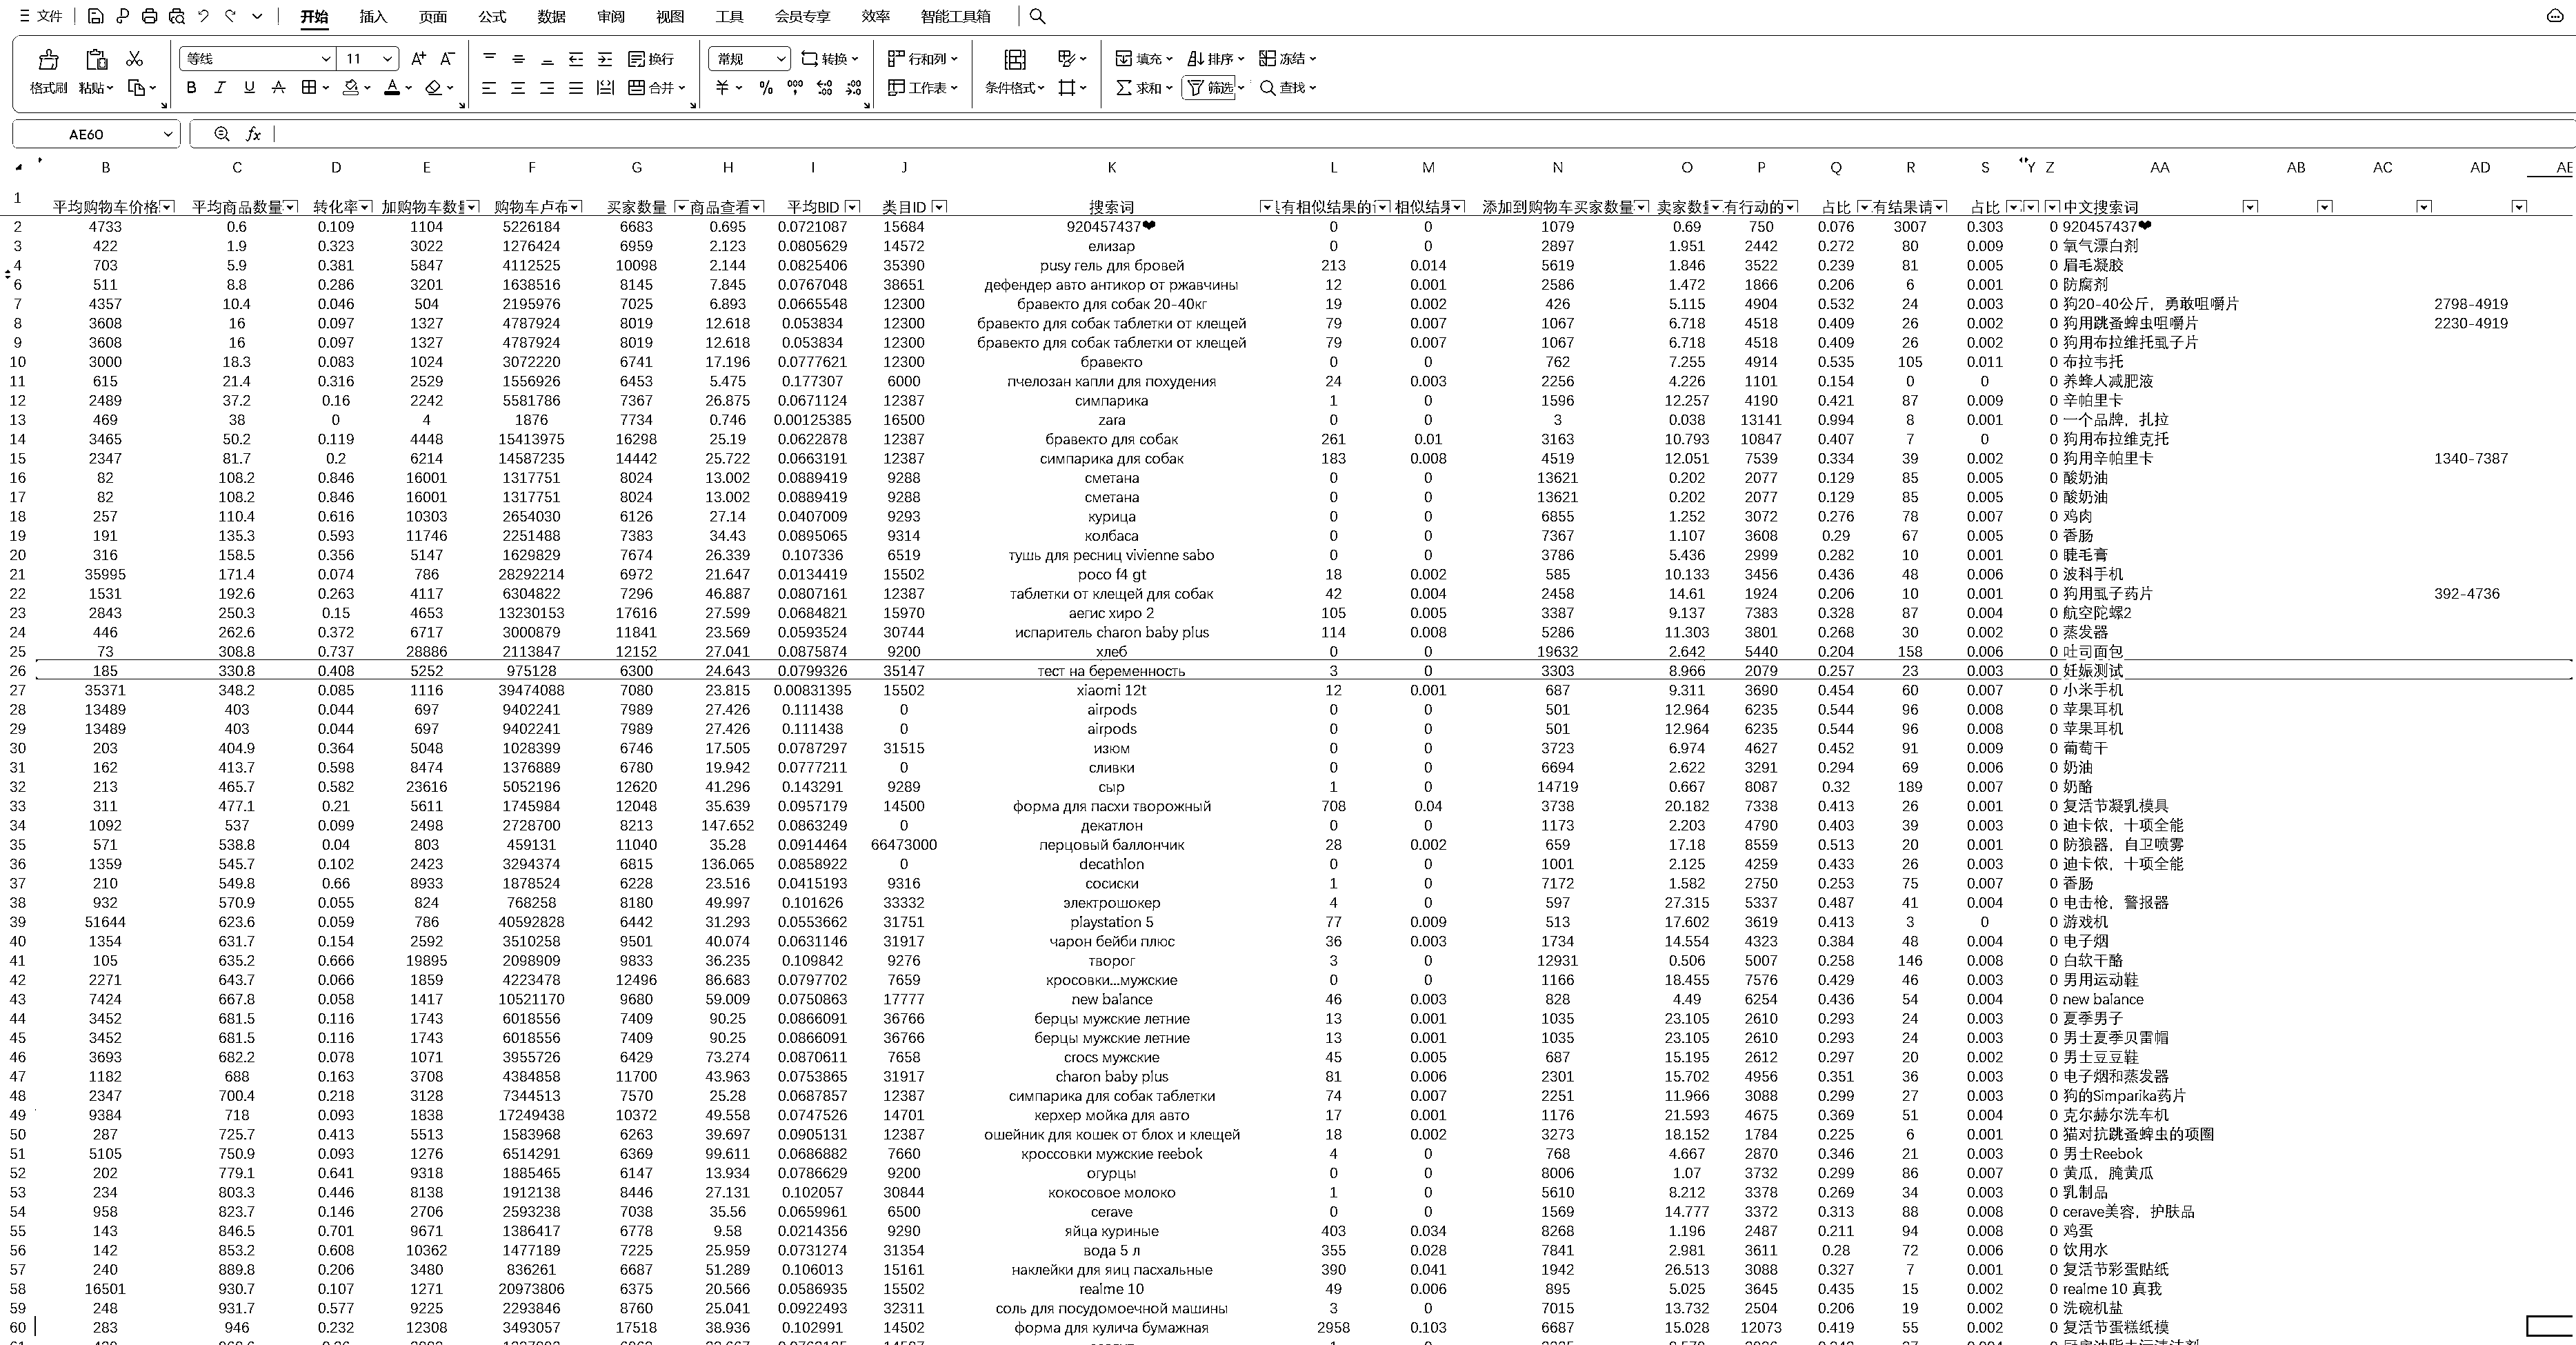 文件 开始 插入 页面 公式 数据 审阅 视图 工具 会员专享 效率 智能工具箱
等线 11 A+ A- 换行 常规 转换 行和列 填充 排序 冻结
格式刷 粘贴 B I U A A 合并 ¥ % 工作表 条件格式 求和 筛选 查找
AE60 fx
B C D E F G H I J K L M N O P Q R S Y Z AA AB AC AD AE
1 平均购物车价格 平均商品数量 转化率 加购物车数量 购物车卢布 买家数量 商品查看 平均BID 类目ID 搜索词 有相似结果的 相似结果 添加到购物车买家数量 卖家数 有行动的 占比 有结果请 占比 中文搜索词
2 4733 0.6 0.109 1104 5226184 6683 0.695 0.0721087 15684 920457437❤ 0 0 1079 0.69 750 0.076 3007 0.303 0 920457437❤
3 422 1.9 0.323 3022 1276424 6959 2.123 0.0805629 14572 елизар 0 0 2897 1.951 2442 0.272 80 0.009 0 氧气漂白剂
4 703 5.9 0.381 5847 4112525 10098 2.144 0.0825406 35390 pusy гель для бровей 213 0.014 5619 1.846 3522 0.239 81 0.005 0 眉毛凝胶
6 511 8.8 0.286 3201 1638516 8145 7.845 0.0767048 38651 дефендер авто антикор от ржавчины 12 0.001 2586 1.472 1866 0.206 6 0.001 0 防腐剂
7 4357 10.4 0.046 504 2195976 7025 6.893 0.0665548 12300 бравекто для собак 20-40кг 19 0.002 426 5.115 4904 0.532 24 0.003 0 狗20-40公斤，勇敢咀嚼片 2798-4919
8 3608 16 0.097 1327 4787924 8019 12.618 0.053834 12300 бравекто для собак таблетки от клещей 79 0.007 1067 6.718 4518 0.409 26 0.002 0 狗用跳蚤蜱虫咀嚼片 2230-4919
9 3608 16 0.097 1327 4787924 8019 12.618 0.053834 12300 бравекто для собак таблетки от клещей 79 0.007 1067 6.718 4518 0.409 26 0.002 0 狗用布拉维托虱子片
10 3000 18.3 0.083 1024 3072220 6741 17.196 0.0777621 12300 бравекто 0 0 762 7.255 4914 0.535 105 0.011 0 布拉韦托
11 615 21.4 0.316 2529 1556926 6453 5.475 0.177307 6000 пчелозан капли для похудения 24 0.003 2256 4.226 1101 0.154 0 0 0 养蜂人减肥液
12 2489 37.2 0.16 2242 5581786 7367 26.875 0.0671124 12387 симпарика 1 0 1596 12.257 4190 0.421 87 0.009 0 辛帕里卡
13 469 38 0 4 1876 7734 0.746 0.00125385 16500 zara 0 0 3 0.038 13141 0.994 8 0.001 0 一个品牌，扎拉
14 3465 50.2 0.119 4448 15413975 16298 25.19 0.0622878 12387 бравекто для собак 261 0.01 3163 10.793 10847 0.407 7 0 0 狗用布拉维克托
15 2347 81.7 0.2 6214 14587235 14442 25.722 0.0663191 12387 симпарика для собак 183 0.008 4519 12.051 7539 0.334 39 0.002 0 狗用辛帕里卡 1340-7387
16 82 108.2 0.846 16001 1317751 8024 13.002 0.0889419 9288 сметана 0 0 13621 0.202 2077 0.129 85 0.005 0 酸奶油
17 82 108.2 0.846 16001 1317751 8024 13.002 0.0889419 9288 сметана 0 0 13621 0.202 2077 0.129 85 0.005 0 酸奶油
18 257 110.4 0.616 10303 2654030 6126 27.14 0.0407009 9293 курица 0 0 6855 1.252 3072 0.276 78 0.007 0 鸡肉
19 191 135.3 0.593 11746 2251488 7383 34.43 0.0895065 9314 колбаса 0 0 7367 1.107 3608 0.29 67 0.005 0 香肠
20 316 158.5 0.356 5147 1629829 7674 26.339 0.107336 6519 тушь для ресниц vivienne sabo 0 0 3786 5.436 2999 0.282 10 0.001 0 睫毛膏
21 35995 171.4 0.074 786 28292214 6972 21.647 0.0134419 15502 poco f4 gt 18 0.002 585 10.133 3456 0.436 48 0.006 0 波科手机
22 1531 192.6 0.263 4117 6304822 7296 46.887 0.0807161 12387 таблетки от клещей для собак 42 0.004 2458 14.61 1924 0.206 10 0.001 0 狗用虱子药片 392-4736
23 2843 250.3 0.15 4653 13230153 17616 27.599 0.0684821 15970 аегис хиро 2 105 0.005 3387 9.137 7383 0.328 87 0.004 0 航空陀螺2
24 446 262.6 0.372 6717 3000879 11841 23.569 0.0593524 30744 испаритель charon baby plus 114 0.008 5286 11.303 3801 0.268 30 0.002 0 蒸发器
25 73 308.8 0.737 28886 2113847 12152 27.041 0.0875874 9200 хлеб 0 0 19632 2.642 5440 0.204 158 0.006 0 吐司面包
26 185 330.8 0.408 5252 975128 6300 24.643 0.0799326 35147 тест на беременность 3 0 3303 8.966 2079 0.257 23 0.003 0 妊娠测试
27 35371 348.2 0.085 1116 39474088 7080 23.815 0.00831395 15502 xiaomi 12t 12 0.001 687 9.311 3690 0.454 60 0.007 0 小米手机
28 13489 403 0.044 697 9402241 7989 27.426 0.111438 0 airpods 0 0 501 12.964 6235 0.544 96 0.008 0 苹果耳机
29 13489 403 0.044 697 9402241 7989 27.426 0.111438 0 airpods 0 0 501 12.964 6235 0.544 96 0.008 0 苹果耳机
30 203 404.9 0.364 5048 1028399 6746 17.505 0.0787297 31515 изюм 0 0 3723 6.974 4627 0.452 91 0.009 0 葡萄干
31 162 413.7 0.598 8474 1376889 6780 19.942 0.0777211 0 сливки 0 0 6694 2.622 3291 0.294 69 0.006 0 奶油
32 213 465.7 0.582 23616 5052196 12620 41.296 0.143291 9289 сыр 1 0 14719 0.667 8087 0.32 189 0.007 0 奶酪
33 311 477.1 0.21 5611 1745984 12048 35.639 0.0957179 14500 форма для пасхи творожный 708 0.04 3738 20.182 7338 0.413 26 0.001 0 复活节凝乳模具
34 1092 537 0.099 2498 2728700 8213 147.652 0.0863249 0 декатлон 0 0 1173 2.203 4790 0.403 39 0.003 0 迪卡侬，十项全能
35 571 538.8 0.04 803 459131 11040 35.28 0.0914464 66473000 перцовый баллончик 28 0.002 659 17.18 8559 0.513 20 0.001 0 防狼器，自卫喷雾
36 1359 545.7 0.102 2423 3294374 6815 136.065 0.0858922 0 decathlon 0 0 1001 2.125 4259 0.433 26 0.003 0 迪卡侬，十项全能
37 210 549.8 0.66 8933 1878524 6228 23.516 0.0415193 9316 сосиски 1 0 7172 1.582 2750 0.253 75 0.007 0 香肠
38 932 570.9 0.055 824 768258 8180 49.997 0.101626 33332 электрошокер 4 0 597 27.315 5337 0.487 41 0.004 0 电击枪，警报器
39 51644 623.6 0.059 786 40592828 6442 31.293 0.0553662 31751 playstation 5 77 0.009 513 17.602 3619 0.413 3 0 0 游戏机
40 1354 631.7 0.154 2592 3510258 9501 40.074 0.0631146 31917 чарон бейби плюс 36 0.003 1734 14.554 4323 0.384 48 0.004 0 电子烟
41 105 635.2 0.666 19895 2098909 9833 36.235 0.109842 9276 творог 3 0 12931 0.506 5007 0.258 146 0.008 0 白软干酪
42 2271 643.7 0.066 1859 4223478 12496 86.683 0.0797702 7659 кросовки...мужские 0 0 1166 18.455 7576 0.429 46 0.003 0 男用运动鞋
43 7424 667.8 0.058 1417 10521170 9680 59.009 0.0750863 17777 new balance 46 0.003 828 4.49 6254 0.436 54 0.004 0 new balance
44 3452 681.5 0.116 1743 6018556 7409 90.25 0.0866091 36766 берцы мужские летние 13 0.001 1035 23.105 2610 0.293 24 0.003 0 夏季男子
45 3452 681.5 0.116 1743 6018556 7409 90.25 0.0866091 36766 берцы мужские летние 13 0.001 1035 23.105 2610 0.293 24 0.003 0 男士夏季贝雷帽
46 3693 682.2 0.078 1071 3955726 6429 73.274 0.0870611 7658 crocs мужские 45 0.005 687 15.195 2612 0.297 20 0.002 0 男士豆豆鞋
47 1182 688 0.163 3708 4384858 11700 43.963 0.0753865 31917 charon baby plus 81 0.006 2301 15.702 4956 0.351 36 0.003 0 电子烟和蒸发器
48 2347 700.4 0.218 3128 7344513 7570 25.28 0.0687857 12387 симпарика для собак таблетки 74 0.007 2251 11.966 3088 0.299 27 0.003 0 狗的Simparika药片
49 9384 718 0.093 1838 17249438 10372 49.558 0.0747526 14701 керхер мойка для авто 17 0.001 1176 21.593 4675 0.369 51 0.004 0 克尔赫尔洗车机
50 287 725.7 0.413 5513 1583968 6263 39.697 0.0905131 12387 ошейник для кошек от блох и клещей 18 0.002 3273 18.152 1784 0.225 6 0.001 0 猫对抗跳蚤蜱虫的项圈
51 5105 750.9 0.093 1276 6514291 6369 99.611 0.0686882 7660 кроссовки мужские reebok 4 0 768 4.667 2870 0.346 21 0.003 0 男士Reebok
52 202 779.1 0.641 9318 1885465 6147 13.934 0.0786629 9200 огурцы 0 0 8006 1.07 3732 0.299 86 0.007 0 黄瓜，腌黄瓜
53 234 803.3 0.446 8138 1912138 8446 27.131 0.102057 30844 кокосовое молоко 1 0 5610 8.212 3378 0.269 34 0.003 0 乳制品
54 958 823.7 0.146 2706 2593238 7038 35.56 0.0659961 6500 cerave 0 0 1569 14.777 3372 0.313 88 0.008 0 cerave美容，护肤品
55 143 846.5 0.701 9671 1386417 6778 9.58 0.0214356 9290 яйца куриные 403 0.034 8268 1.196 2487 0.211 94 0.008 0 鸡蛋
56 142 853.2 0.608 10362 1477189 7225 25.959 0.0731274 31354 вода 5 л 355 0.028 7841 2.981 3611 0.28 72 0.006 0 饮用水
57 240 889.8 0.206 3480 836261 6687 51.289 0.106013 15161 наклейки для яиц пасхальные 390 0.041 1942 26.513 3088 0.327 7 0.001 0 复活节彩蛋贴纸
58 16501 930.7 0.107 1271 20973806 6375 20.566 0.0586935 15502 realme 10 49 0.006 895 5.025 3645 0.435 15 0.002 0 realme 10 真我
59 248 931.7 0.577 9225 2293846 8760 25.041 0.0922493 32311 соль для посудомоечной машины 3 0 7015 13.732 2504 0.206 19 0.002 0 洗碗机盐
60 283 946 0.232 12308 3493057 17518 38.936 0.102991 14502 форма для кулича бумажная 2958 0.103 6687 15.028 12073 0.419 55 0.002 0 复活节蛋糕纸模